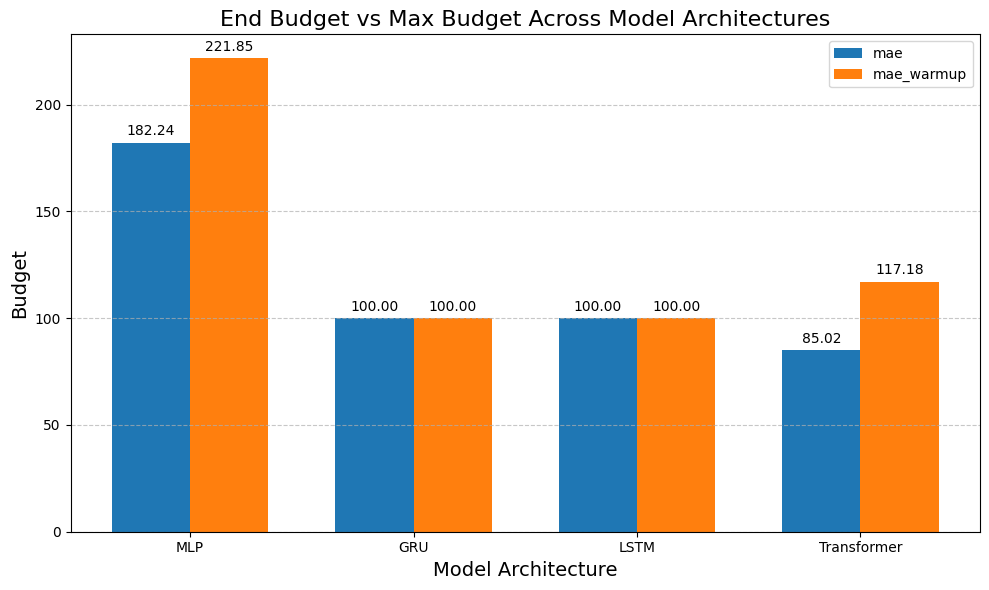 End Budget vs Max Budget Across Model Architectures
mae
mae_warmup
Budget
200
150
100
50
0
182.24
221.85
100.00
100.00
100.00
100.00
85.02
117.18
MLP
GRU
LSTM
Transformer
Model Architecture